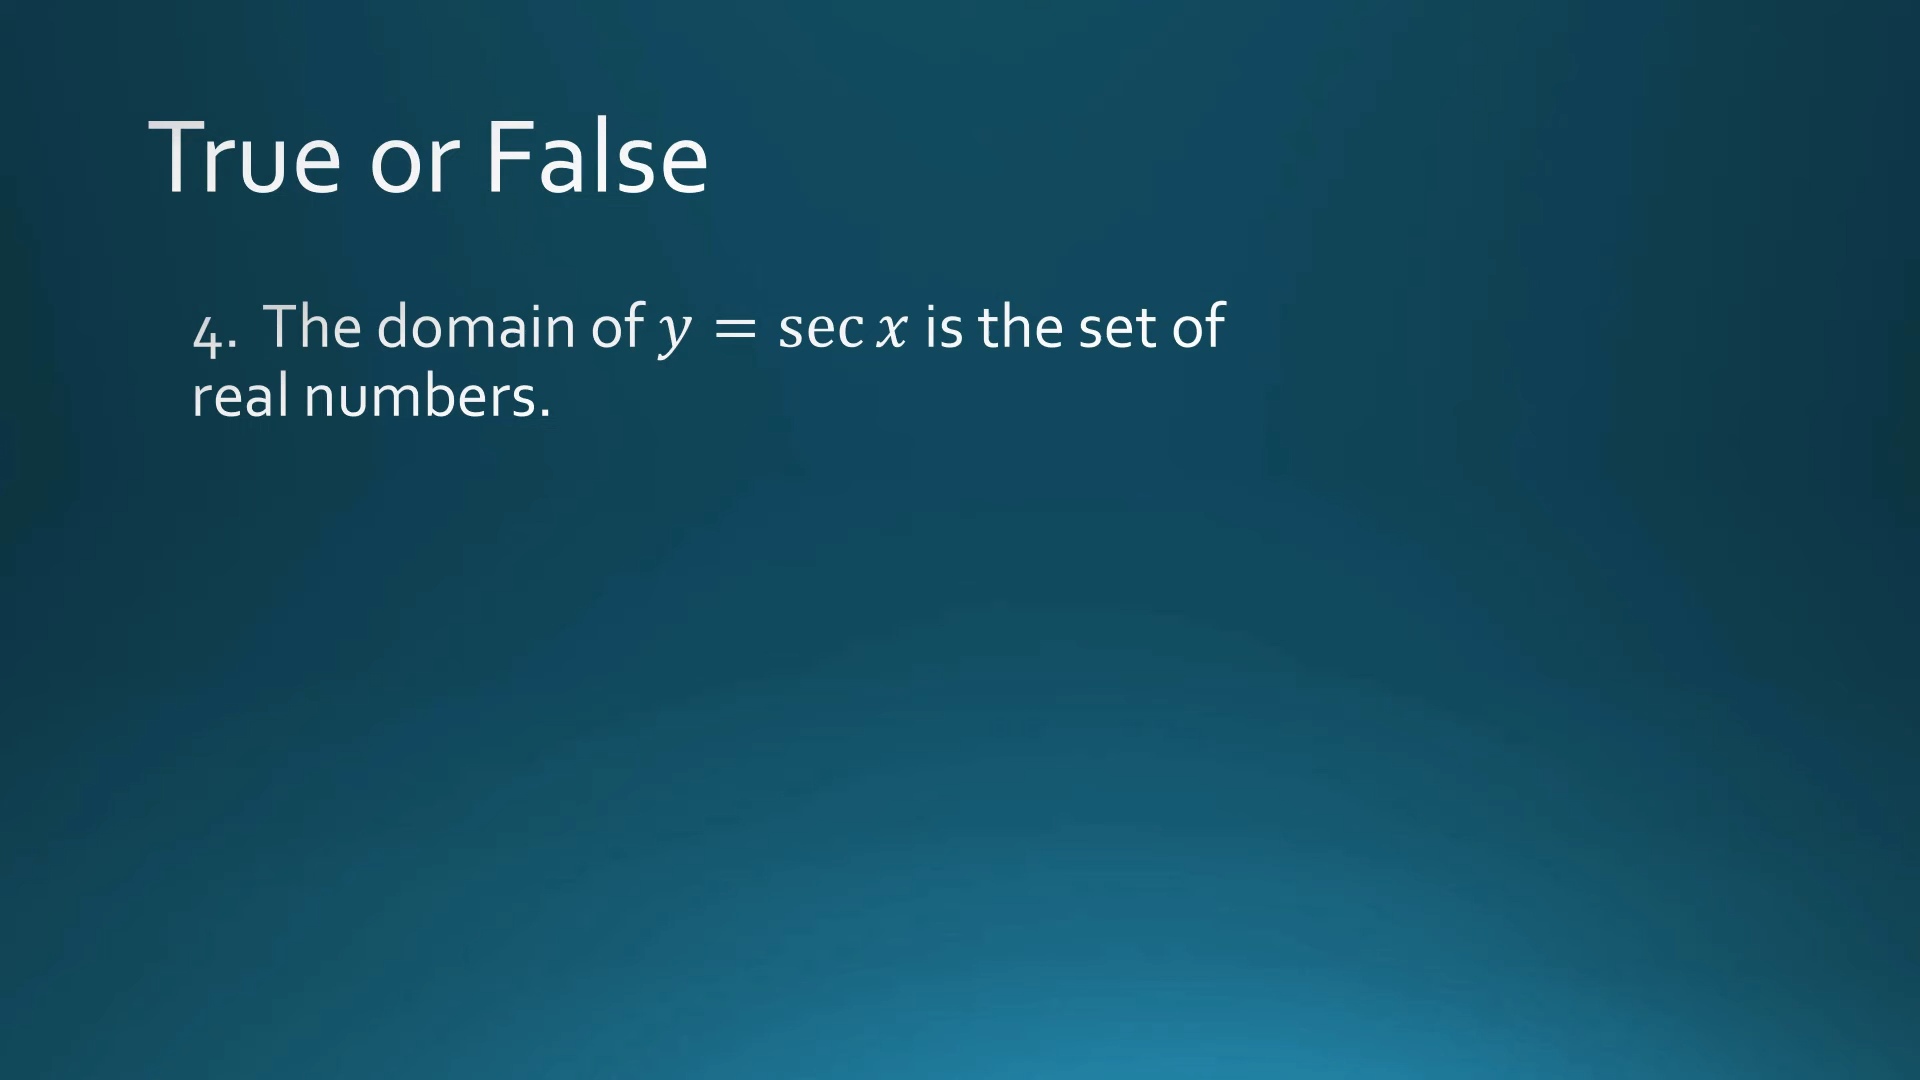 True or False
4. The domain of y = sec x is the set of
real numbers.